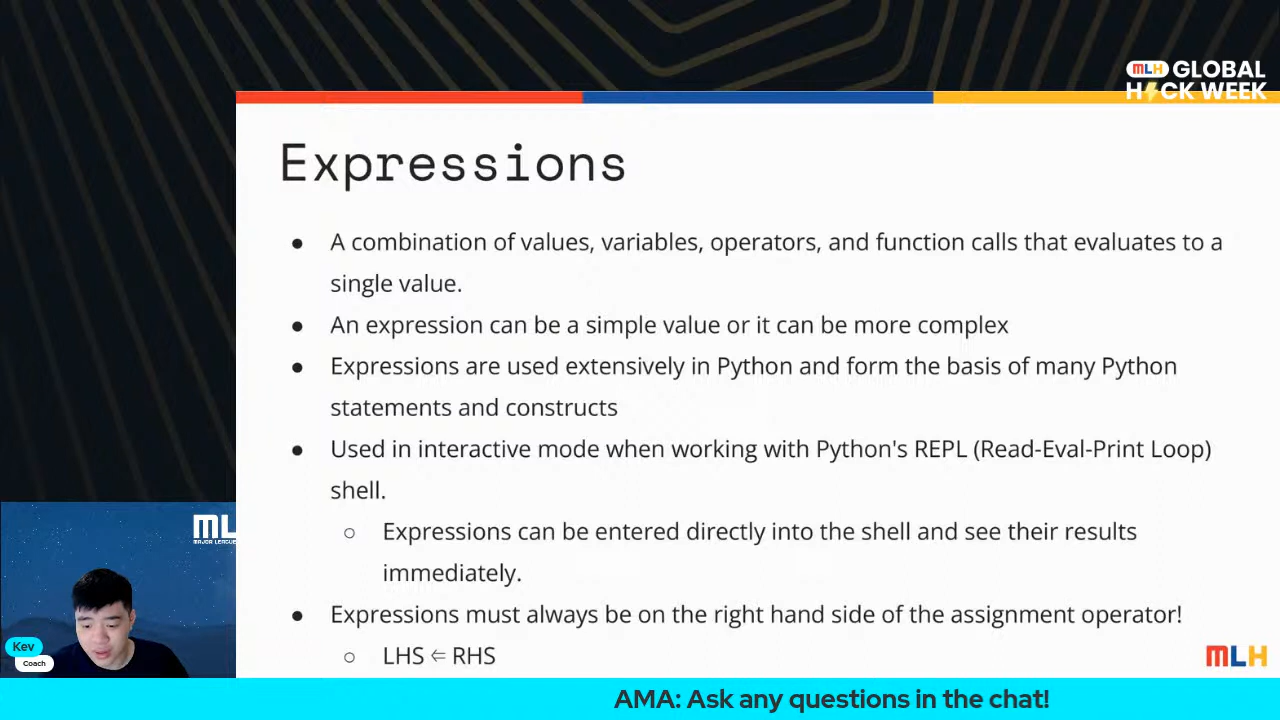 MLH GLOBAL
HACK WEEK
Expressions
● A combination of values, variables, operators, and function calls that evaluates to a
single value.
● An expression can be a simple value or it can be more complex
● Expressions are used extensively in Python and form the basis of many Python
statements and constructs
● Used in interactive mode when working with Python's REPL (Read-Eval-Print Loop)
shell.
○ Expressions can be entered directly into the shell and see their results
immediately.
● Expressions must always be on the right hand side of the assignment operator!
○ LHS ⇐ RHS
ML
MAJOR LEAGUE
Kev
Coach
MLH
AMA: Ask any questions in the chat!